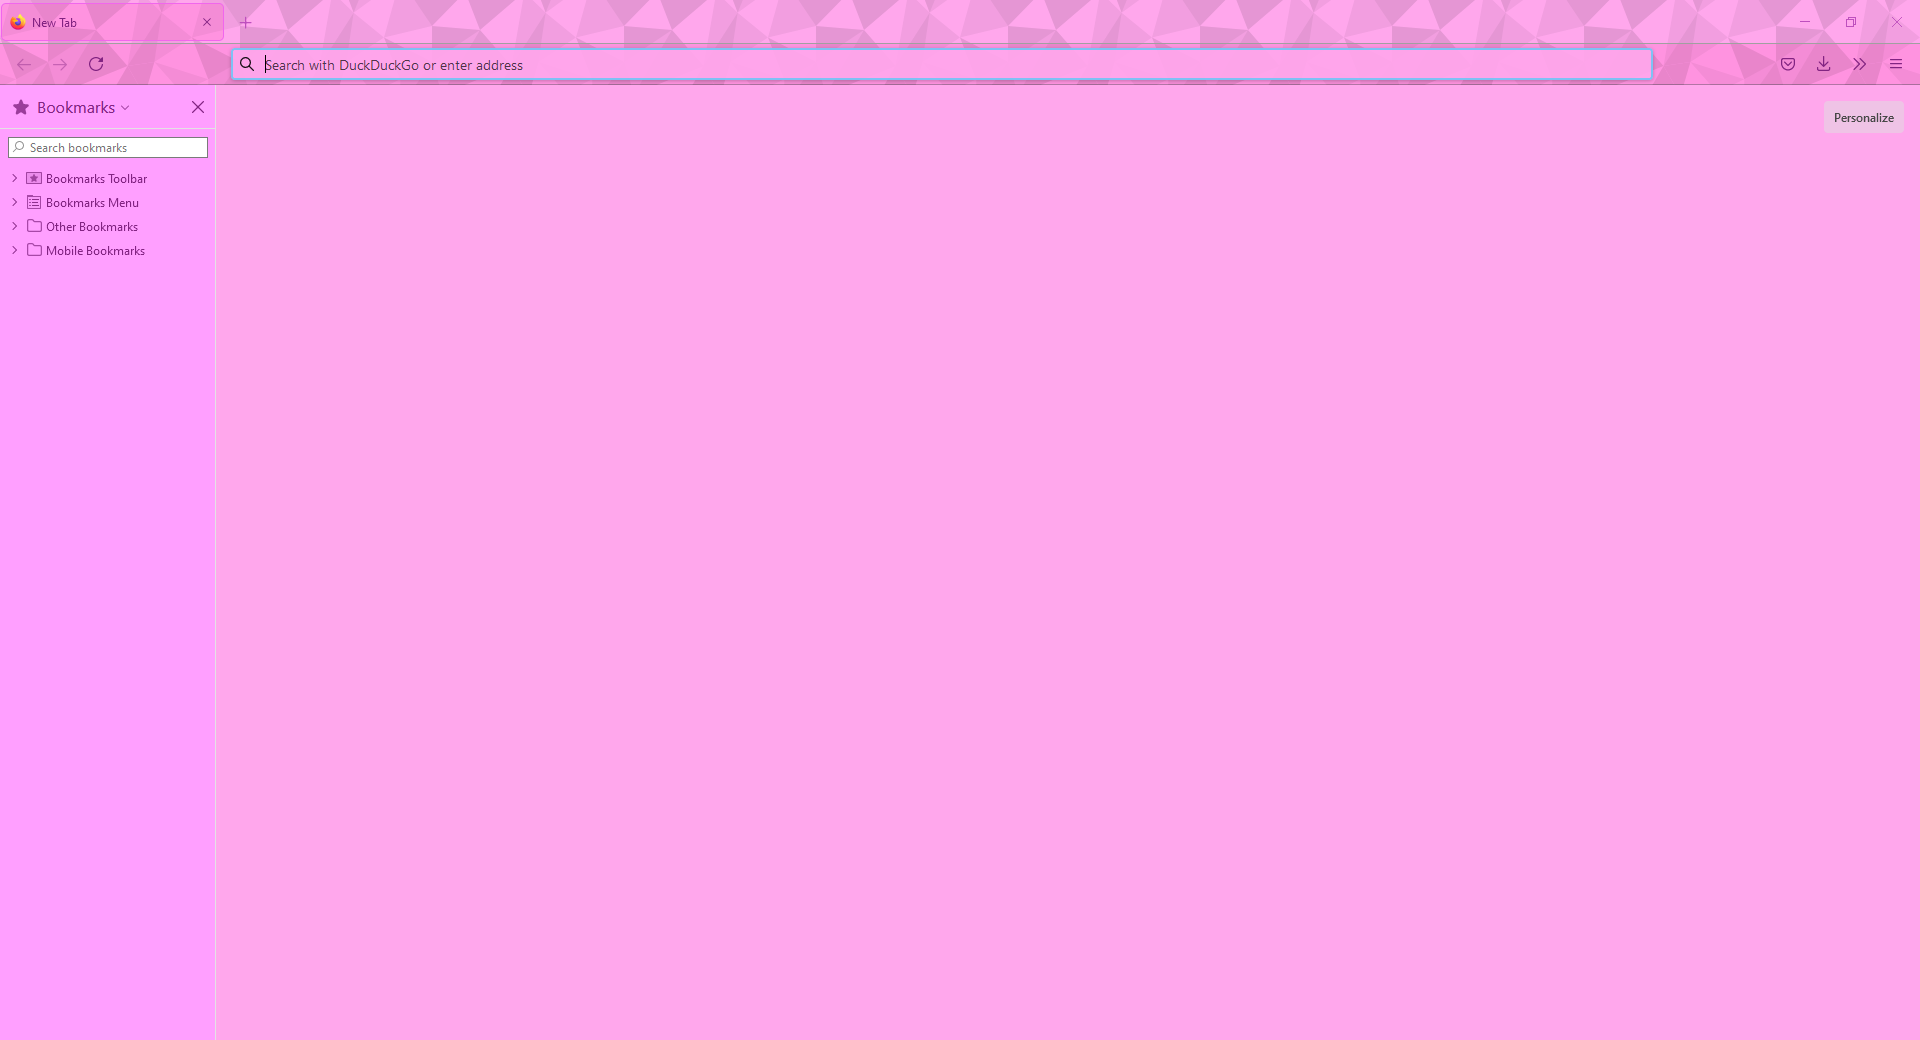 New Tab
Search with DuckDuckGo or enter address
Bookmarks
Personalize
Search bookmarks
Bookmarks Toolbar
Bookmarks Menu
Other Bookmarks
Mobile Bookmarks